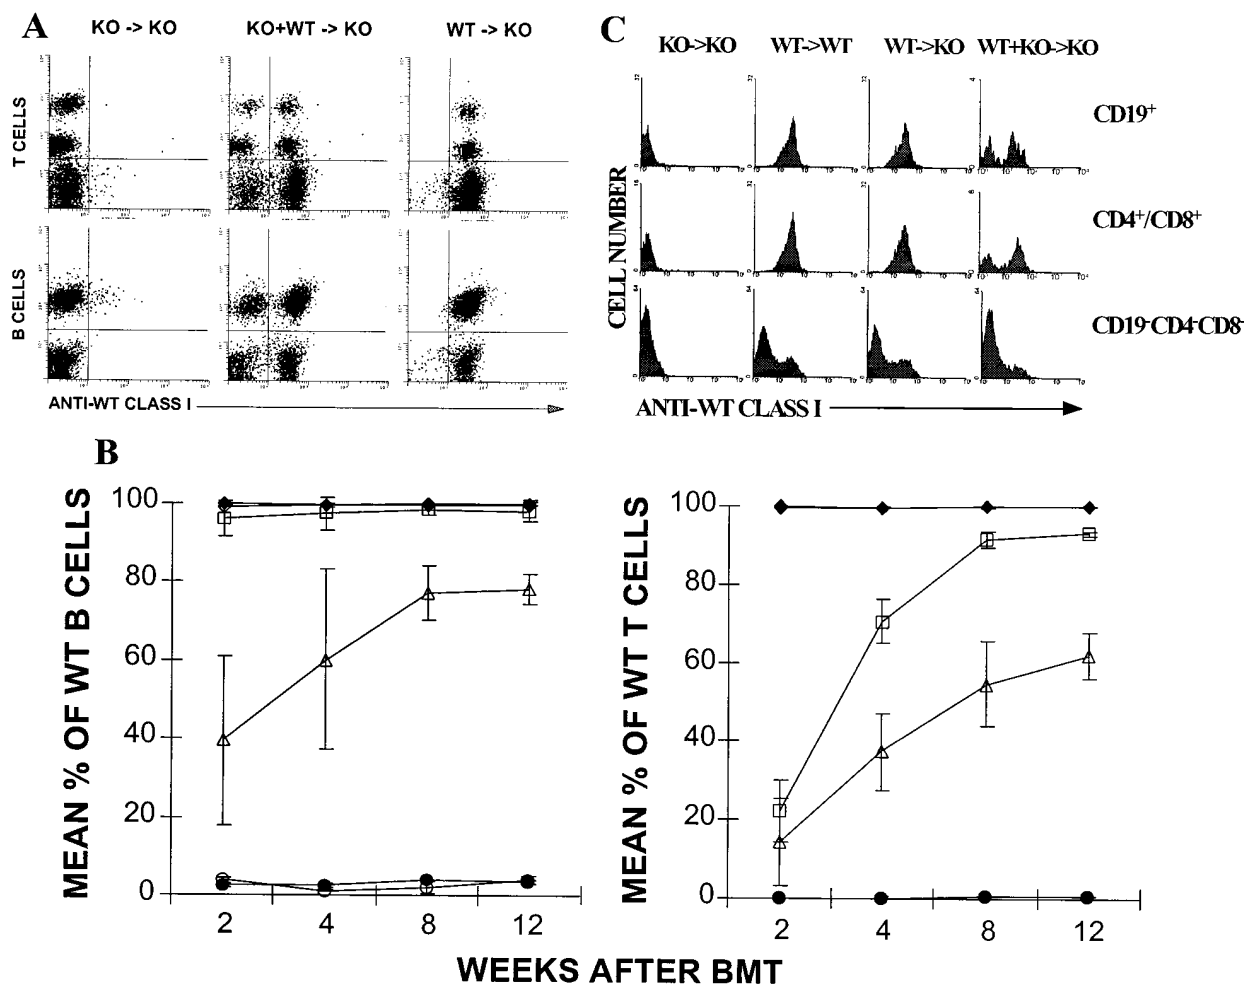 A
KO -> KO
KO+WT -> KO
WT -> KO
T CELLS
B CELLS
ANTI-WT CLASS I
C
KO->KO
WT->WT
WT->KO
WT+KO->KO
CD19+
CD4+/CD8+
CD19-CD4-CD8-
CELL NUMBER
ANTI-WT CLASS I
B
MEAN % OF WT B CELLS
100
80
60
40
20
0
2 4 8 12
MEAN % OF WT T CELLS
100
80
60
40
20
0
2 4 8 12
WEEKS AFTER BMT